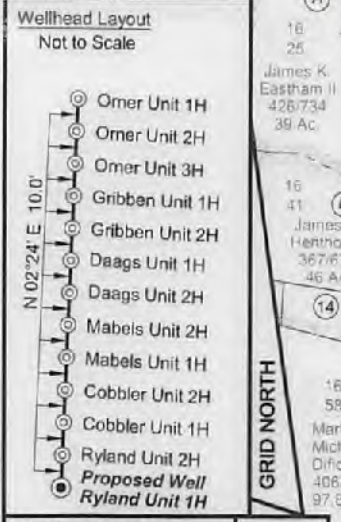 Wellhead Layout
Not to Scale
Omer Unit 1H
Omer Unit 2H
Omer Unit 3H
Gribben Unit 1H
Gribben Unit 2H
Daags Unit 1H
Daags Unit 2H
Mabels Unit 2H
Mabels Unit 1H
Cobbler Unit 2H
Cobbler Unit 1H
Ryland Unit 2H
Proposed Well
Ryland Unit 1H
N 02°24' E 10.0'
GRID NORTH
16
25
James K.
Eastham II
426/734
39 Ac.
16
41
James
367/6
46 A
14
16
58
406
97.